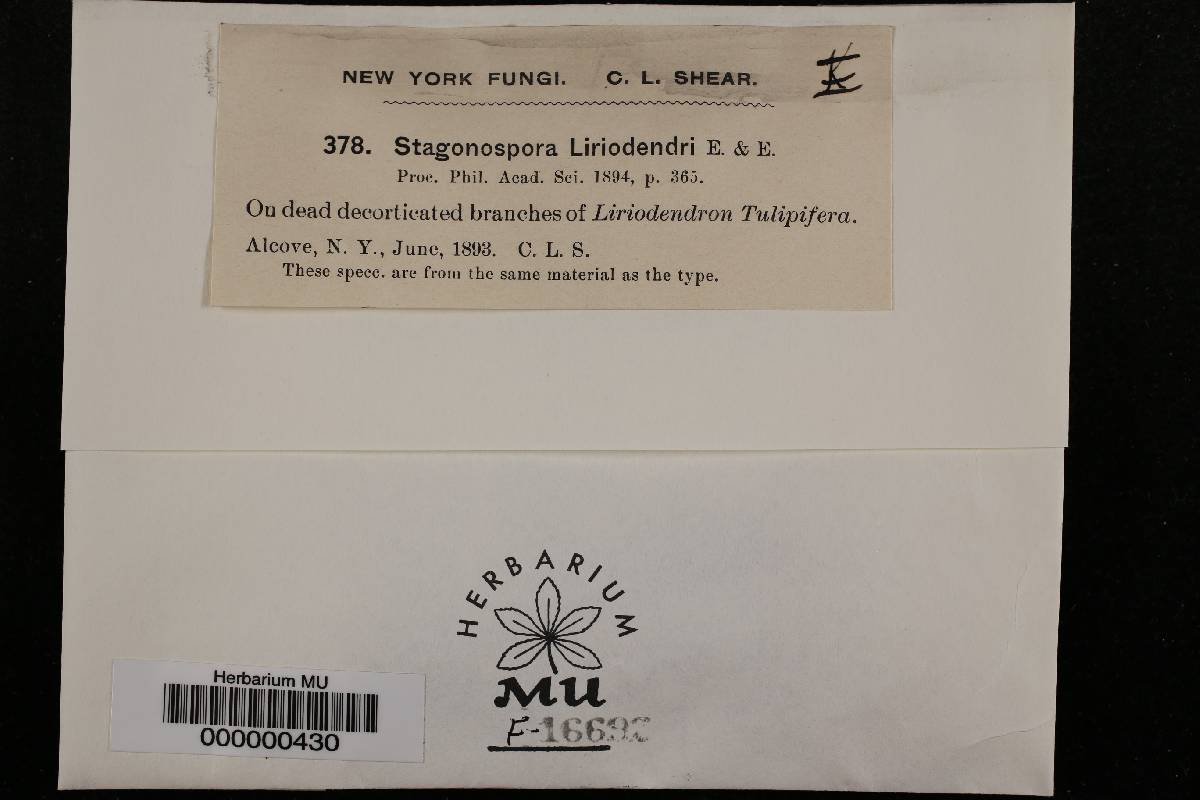 NEW YORK FUNGI. C. L. SHEAR.
378. Stagonospora Liriodendri E. & E.
Proc. Phil. Acad. Sci. 1894, p. 365.
On dead decorticated branches of Liriodendron Tulipifera.
Alcove, N. Y., June, 1893. C. L. S.
These spece. are from the same material as the type.
HERBARIUM
MU
Herbarium MU
000000430